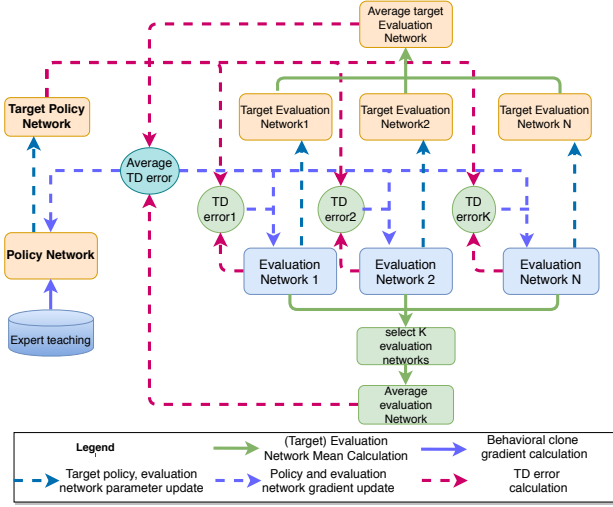 Average target
Evaluation
Network
Target Policy
Network
Target Evaluation
Network1
Target Evaluation
Network2
Target Evaluation
Network N
Average
TD error
TD
error1
TD
error2
TD
errorK
Policy Network
Evaluation
Network 1
Evaluation
Network 2
Evaluation
Network N
Expert teaching
select K
evaluation
networks
Average
evaluation
Network
Legend
(Target) Evaluation
Network Mean Calculation
Behavioral clone
gradient calculation
Target policy, evaluation
network parameter update
Policy and evaluation
network gradient update
TD error
calculation